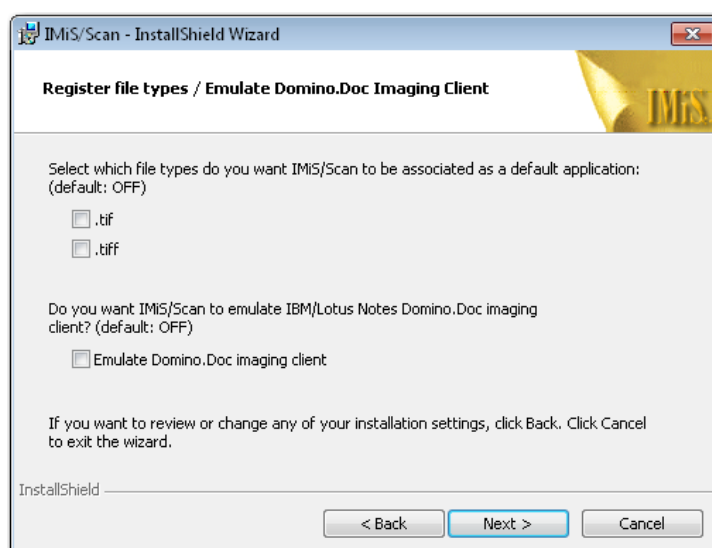 IMiS/Scan - InstallShield Wizard
Register file types / Emulate Domino.Doc Imaging Client
IMiS
Select which file types do you want IMiS/Scan to be associated as a default application:
(default: OFF)
.tif
.tiff
Do you want IMiS/Scan to emulate IBM/Lotus Notes Domino.Doc imaging
client? (default: OFF)
Emulate Domino.Doc imaging client
If you want to review or change any of your installation settings, click Back. Click Cancel
to exit the wizard.
InstallShield
< Back
Next >
Cancel